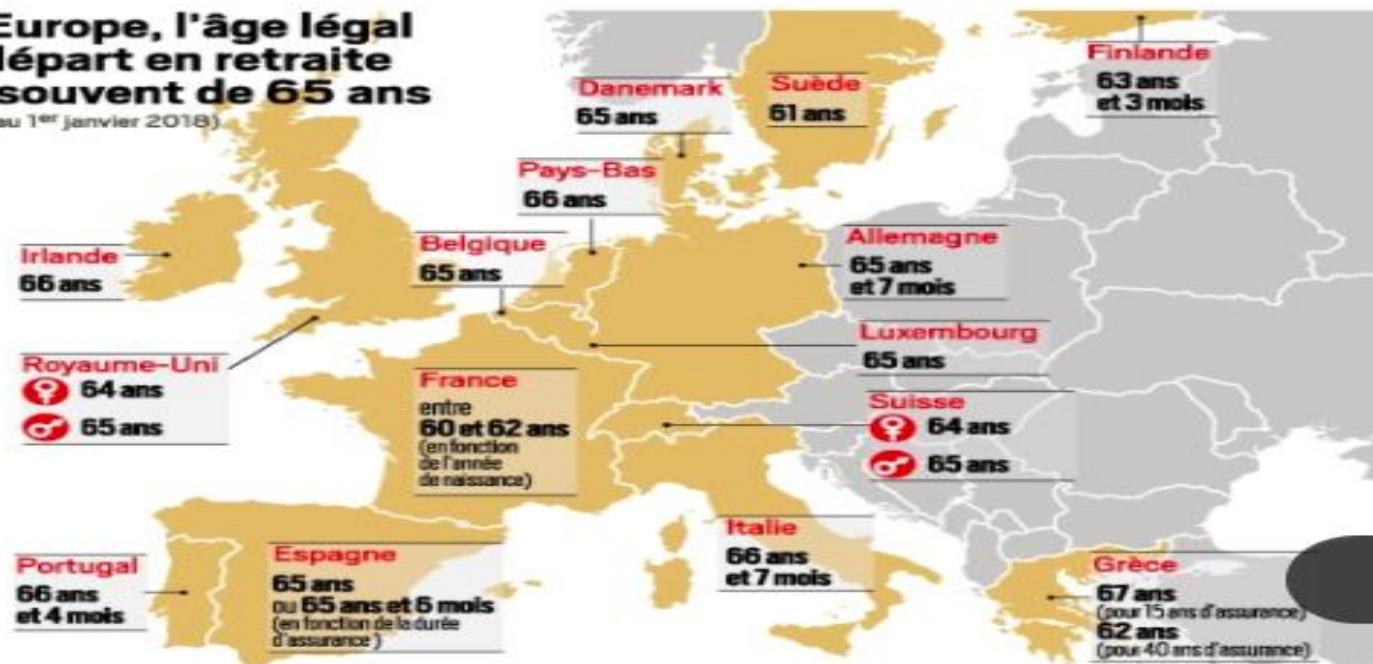 Europe, l'âge légal
départ en retraite
souvent de 65 ans
au 1er janvier 2018)
Danemark
65 ans
Suède
61 ans
Finlande
63 ans
et 3 mois
Pays-Bas
66 ans
Irlande
66 ans
Belgique
65 ans
Allemagne
65 ans
et 7 mois
Luxembourg
65 ans
Royaume-Uni
64 ans
65 ans
France
entre
60 et 62 ans
(en fonction
de l'année
de naissance)
Suisse
64 ans
65 ans
Portugal
66 ans
et 4 mois
Espagne
65 ans
ou 65 ans et 6 mois
(en fonction de la durée
d'assurance )
Italie
66 ans
et 7 mois
Grèce
67 ans
(pour 15 ans d'assurance)
62 ans
(pour 40 ans d'assurance)